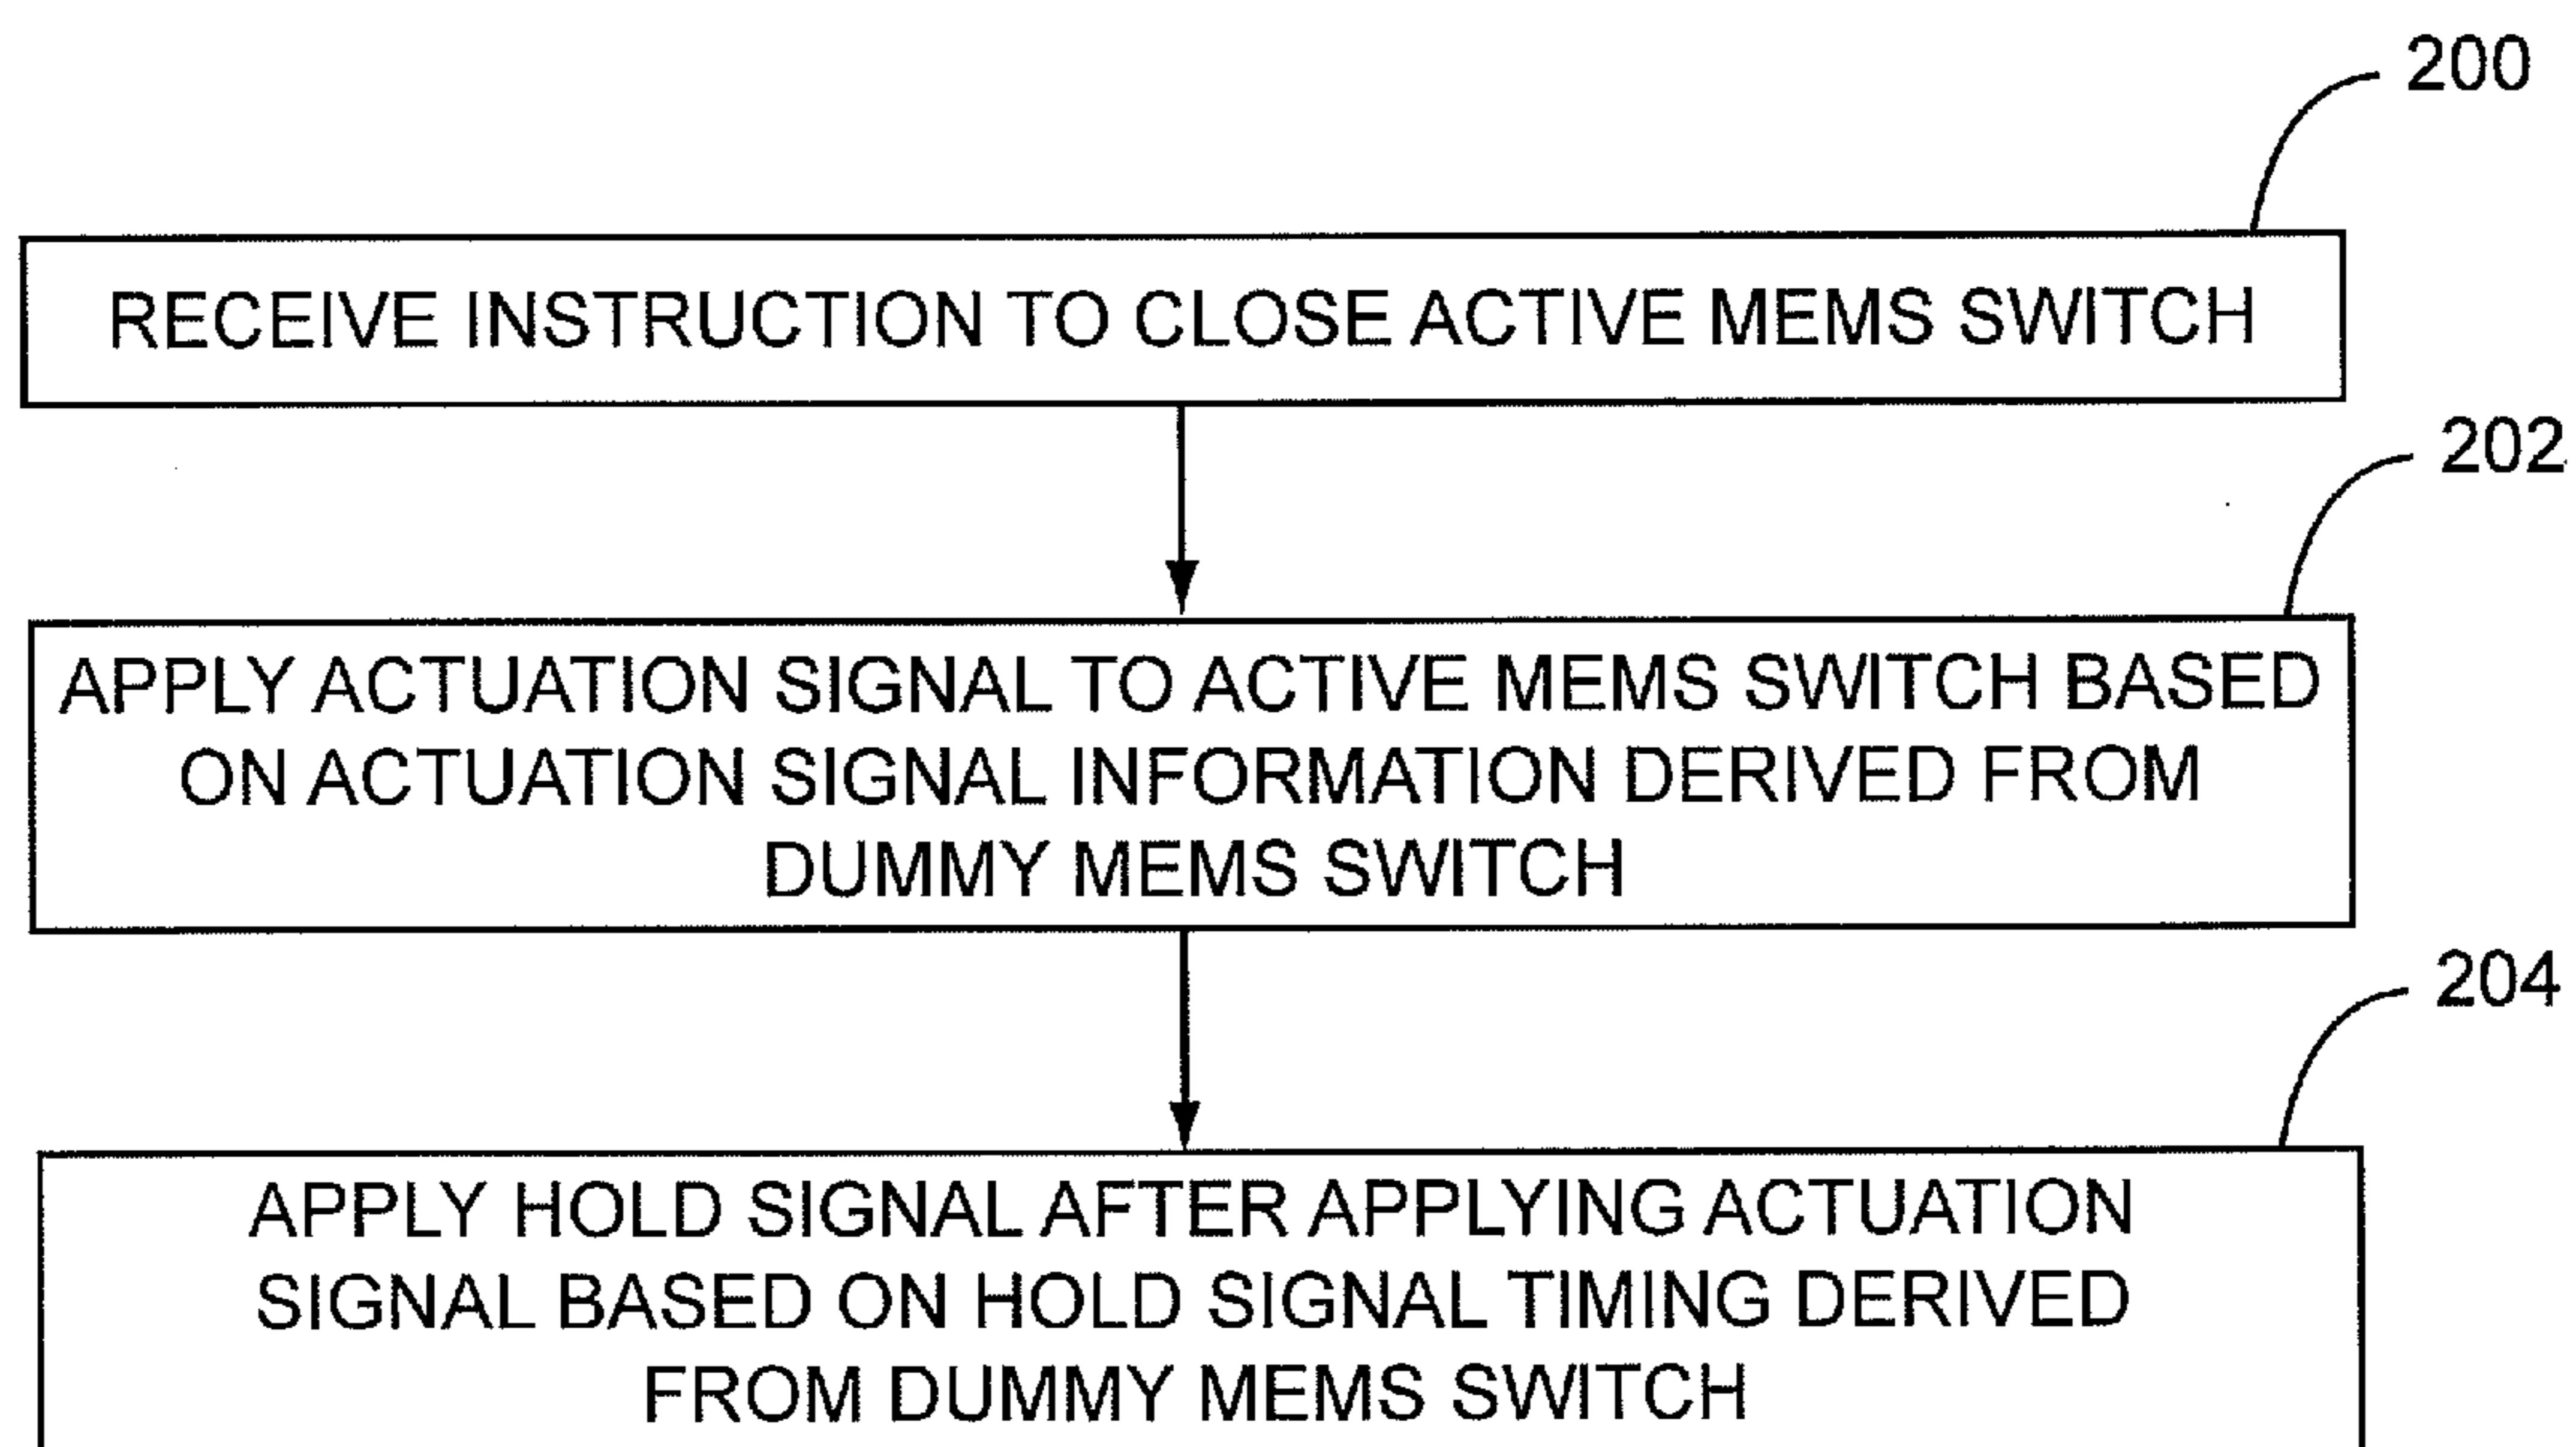 200
RECEIVE INSTRUCTION TO CLOSE ACTIVE MEMS SWITCH
202
APPLY ACTUATION SIGNAL TO ACTIVE MEMS SWITCH BASED
ON ACTUATION SIGNAL INFORMATION DERIVED FROM
DUMMY MEMS SWITCH
204
APPLY HOLD SIGNAL AFTER APPLYING ACTUATION
SIGNAL BASED ON HOLD SIGNAL TIMING DERIVED
FROM DUMMY MEMS SWITCH